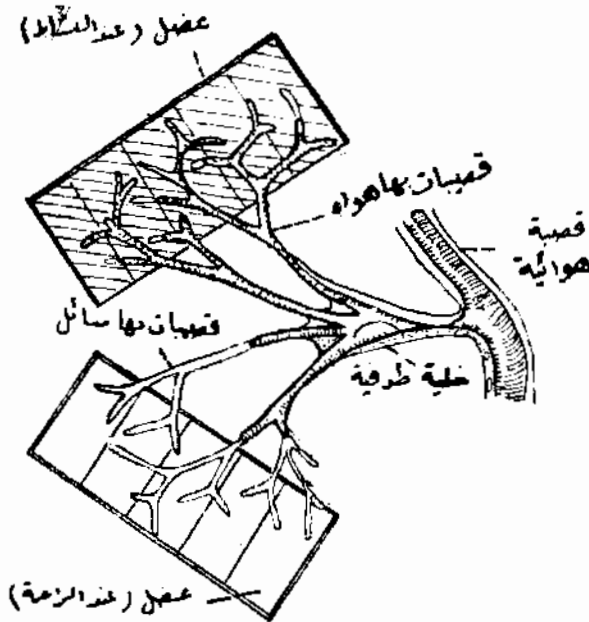 عضل (عند النشاط)
قصيبات بها هواء
قصبة
هوائية
قصيبات بها سائل
خلية طرفية
عضل (عند الراحة)